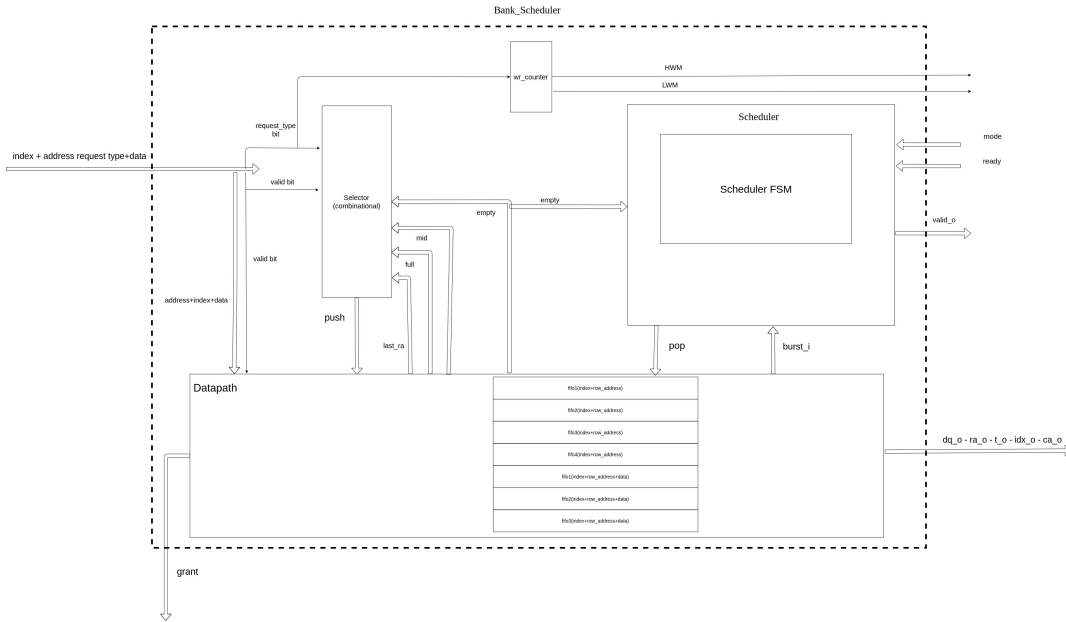 Bank_Scheduler
HWM
wr_counter
LWM
Scheduler
request_type
bit
mode
index + address request type+data
ready
valid bit
Scheduler FSM
Selector
(combinational)
empty
empty
valid_o
mid
valid bit
full
address+index+data
push
last_ra
pop
burst_i
Datapath
fifo1(index+row_address)
fifo2(index+row_address)
fifo3(index+row_address)
dq_o - ra_o - t_o - idx_o - ca_o
fifo4(index+row_address)
fifo1(index+row_address+data)
fifo2(index+row_address+data)
fifo3(index+row_address+data)
grant